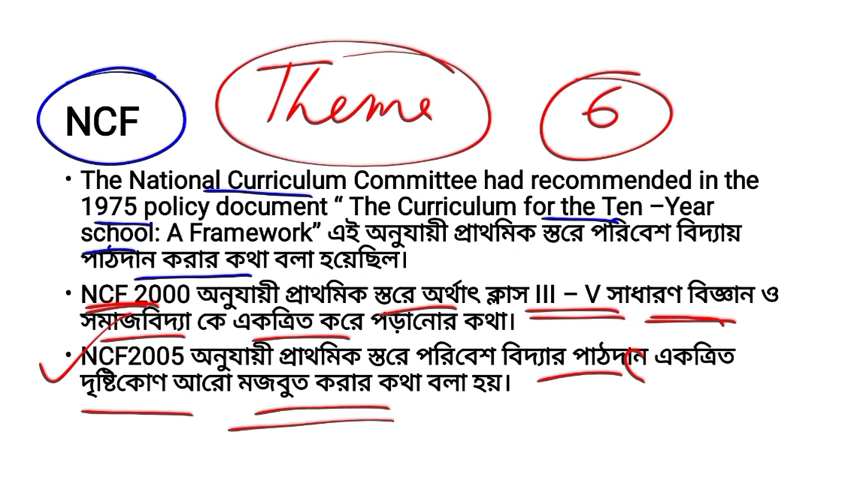 NCF Theme 6
• The National Curriculum Committee had recommended in the
1975 policy document “ The Curriculum for the Ten –Year
school: A Framework” এই অনুযায়ী প্রাথমিক স্তরে পরিবেশ বিদ্যায়
পাঠদান করার কথা বলা হয়েছিল।
• NCF 2000 অনুযায়ী প্রাথমিক স্তরে অর্থাৎ ক্লাস III – V সাধারণ বিজ্ঞান ও
সমাজবিদ্যা কে একত্রিত করে পড়ানোর কথা।
• NCF2005 অনুযায়ী প্রাথমিক স্তরে পরিবেশ বিদ্যার পাঠদান একত্রিত
দৃষ্টিকোণ আরো মজবুত করার কথা বলা হয়।